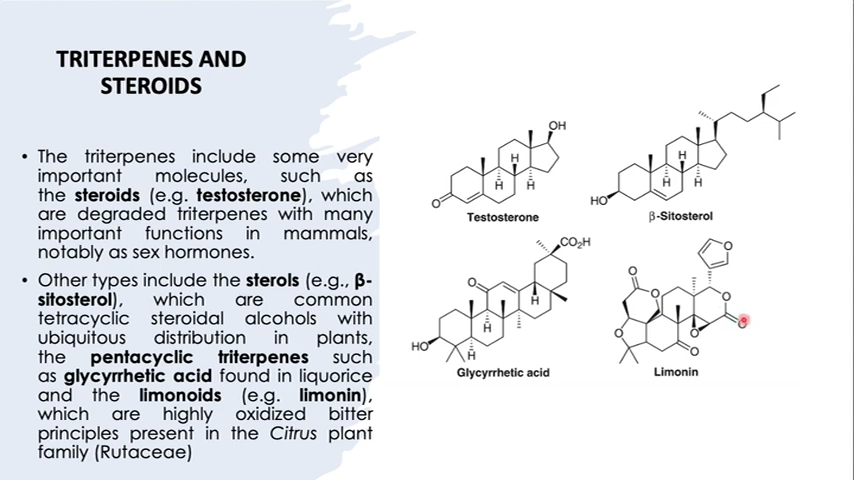 TRITERPENES AND
STEROIDS
• The triterpenes include some very
important molecules, such as
the steroids (e.g. testosterone), which
are degraded triterpenes with many
important functions in mammals,
notably as sex hormones.
• Other types include the sterols (e.g., β-
sitosterol), which are common
tetracyclic steroidal alcohols with
ubiquitous distribution in plants,
the pentacyclic triterpenes such
as glycyrrhetic acid found in liquorice
and the limonoids (e.g. limonin),
which are highly oxidized bitter
principles present in the Citrus plant
family (Rutaceae)
OH
H
H
H
O
Testosterone
H
H
H
HO
β-Sitosterol
CO₂H
O
H
H
HO
H
Glycyrrhetic acid
O
O
O
O
O
O
O
Limonin